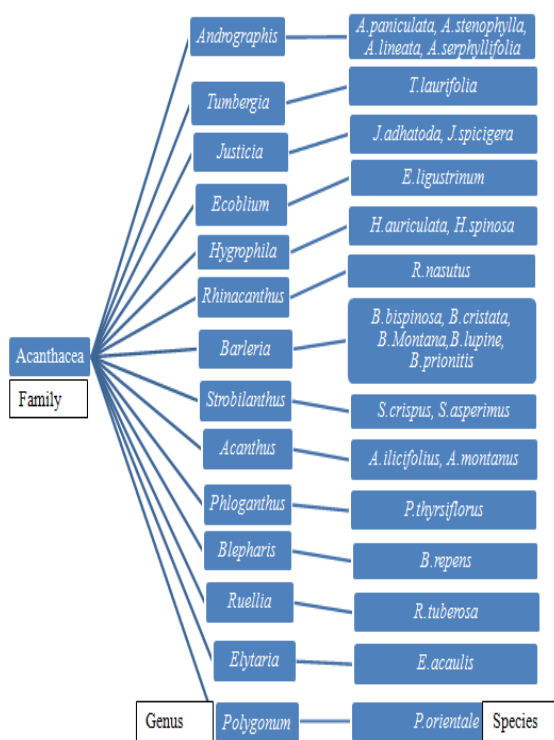 Andrographis
A.paniculata, A.stenophylla,
A.lineata, A.serphyllifolia
Tumbergia
T.laurifolia
Justicia
J.adhatoda, J.spicigera
Ecoblium
E.ligustrinum
Hygrophila
H.auriculata, H.spinosa
Rhinacanthus
R.nasutus
Acanthacea
Family
Barleria
B.bispinosa, B.cristata,
B.Montana,B.lupine,
B.prionitis
Strobilanthus
S.crispus, S.asperimus
Acanthus
A.ilicifolius, A.montanus
Phloganthus
P.thyrsiflorus
Blepharis
B.repens
Ruellia
R.tuberosa
Elytaria
E.acaulis
Genus
Polygonum
P.orientale
Species